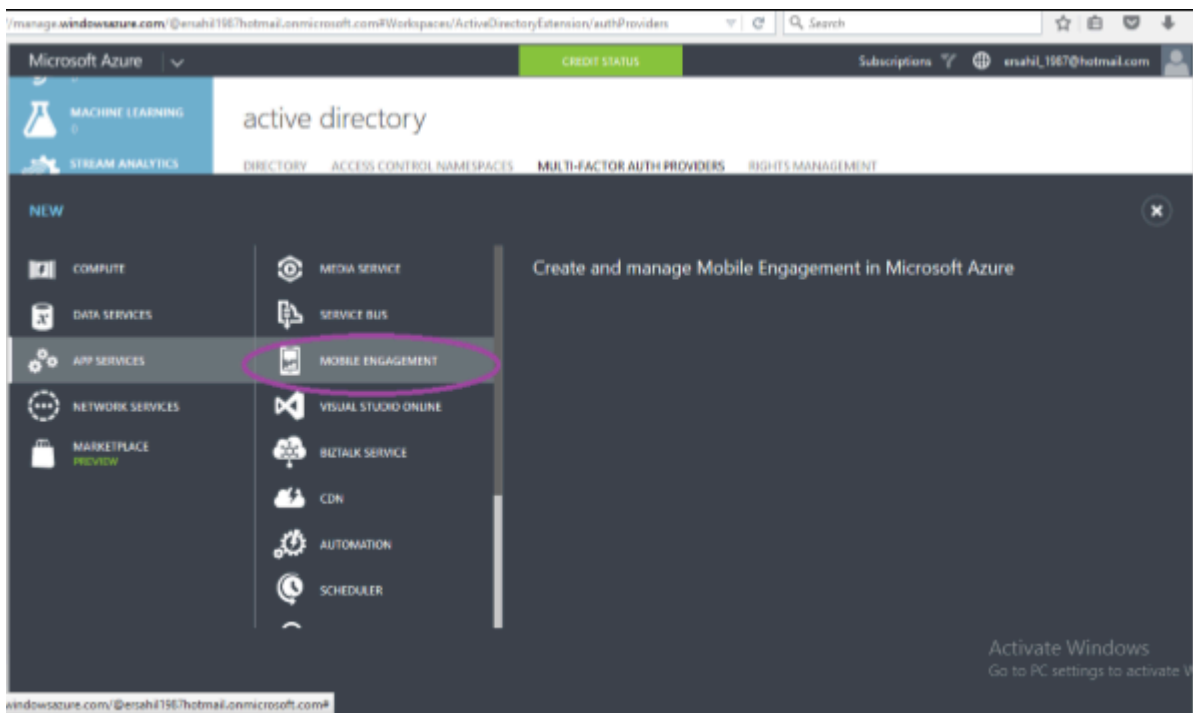 /manage.windowsazure.com/@ersahil1987hotmail.onmicrosoft.com#Workspaces/ActiveDirectoryExtension/authProviders
Search
Microsoft Azure
CREDIT STATUS
Subscriptions
ersahil_1987@hotmail.com
MACHINE LEARNING
0
STREAM ANALYTICS
active directory
DIRECTORY ACCESS CONTROL NAMESPACES MULTI-FACTOR AUTH PROVIDERS RIGHTS MANAGEMENT
NEW
COMPUTE
DATA SERVICES
APP SERVICES
NETWORK SERVICES
MARKETPLACE
PREVIEW
MEDIA SERVICE
SERVICE BUS
MOBILE ENGAGEMENT
VISUAL STUDIO ONLINE
BIZTALK SERVICE
CDN
AUTOMATION
SCHEDULER
Create and manage Mobile Engagement in Microsoft Azure
Activate Windows
Go to PC settings to activate W
windowsazure.com/@ersahil1987hotmail.onmicrosoft.com#